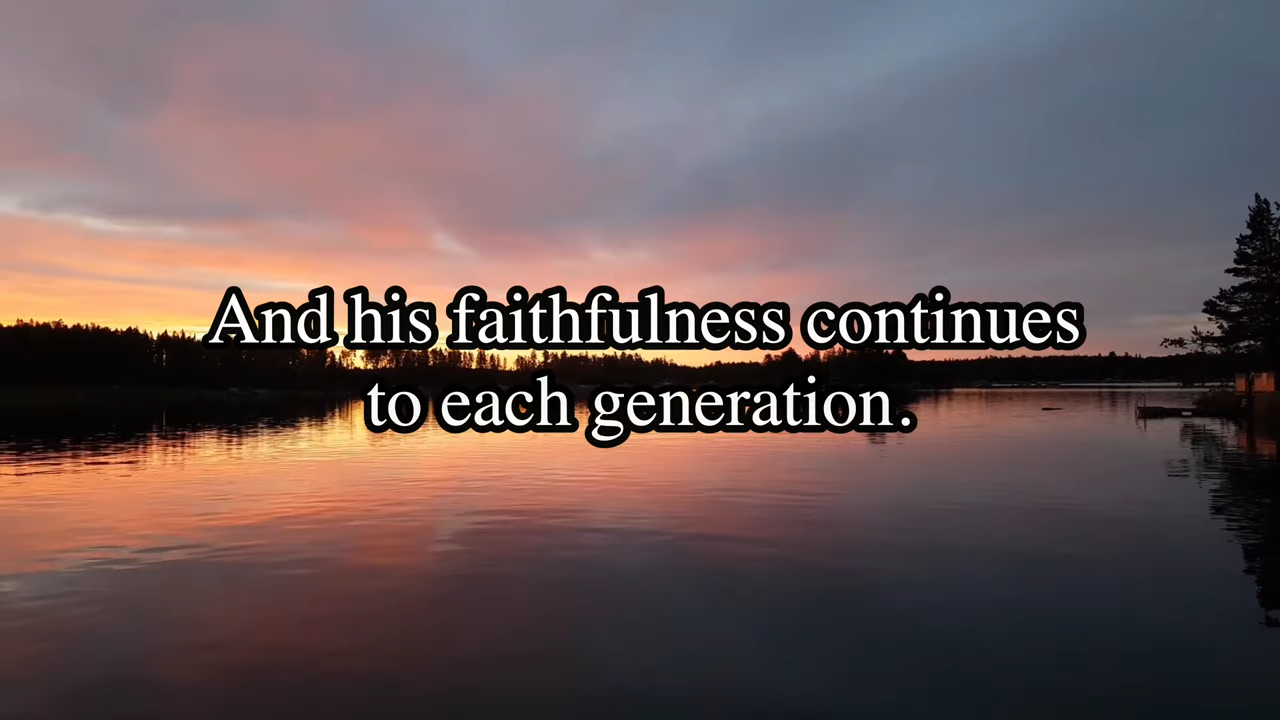 And his faithfulness continues
to each generation.